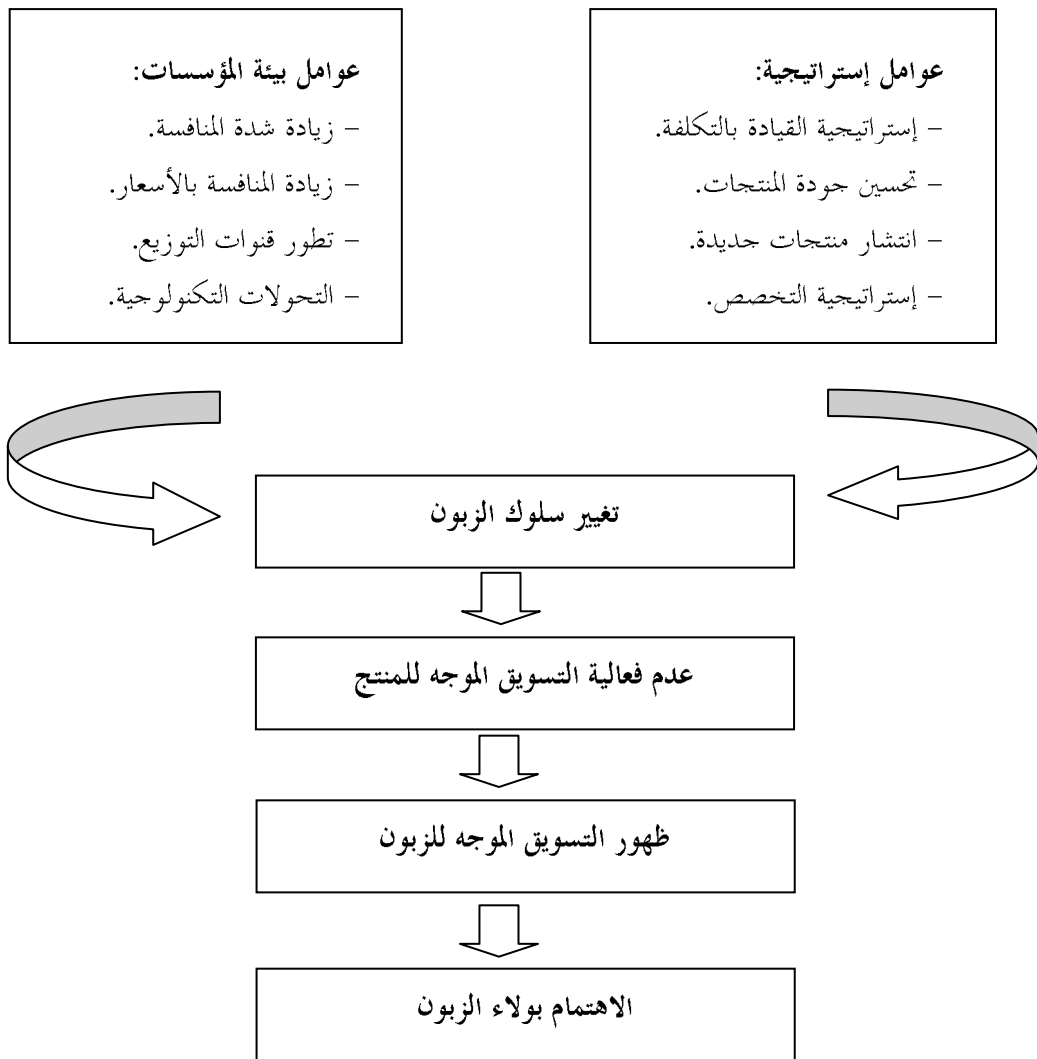 عوامل إستراتيجية:
– إستراتيجية القيادة بالتكلفة.
– تحسين جودة المنتجات.
– انتشار منتجات جديدة.
– إستراتيجية التخصص.
عوامل بيئة المؤسسات:
– زيادة شدة المنافسة.
– زيادة المنافسة بالأسعار.
– تطور قنوات التوزيع.
– التحولات التكنولوجية.
تغيير سلوك الزبون
عدم فعالية التسويق الموجه للمنتج
ظهور التسويق الموجه للزبون
الاهتمام بولاء الزبون